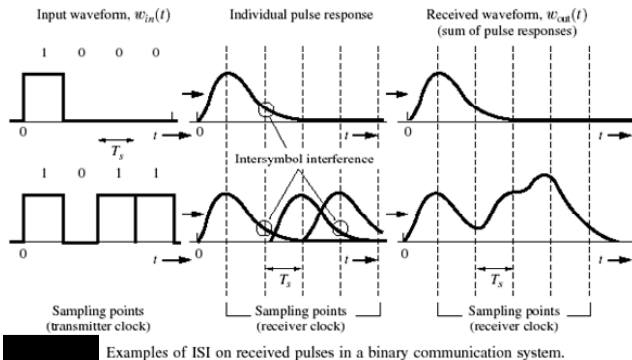 Input waveform, w_in(t)
Individual pulse response
Received waveform, w_out(t)
(sum of pulse responses)
1 0 0 0
0
T_s
t
0
t
0
t
Intersymbol interference
1 0 1 1
0
t
0
T_s
t
0
T_s
t
Sampling points
(transmitter clock)
Sampling points
(receiver clock)
Sampling points
(receiver clock)
Examples of ISI on received pulses in a binary communication system.